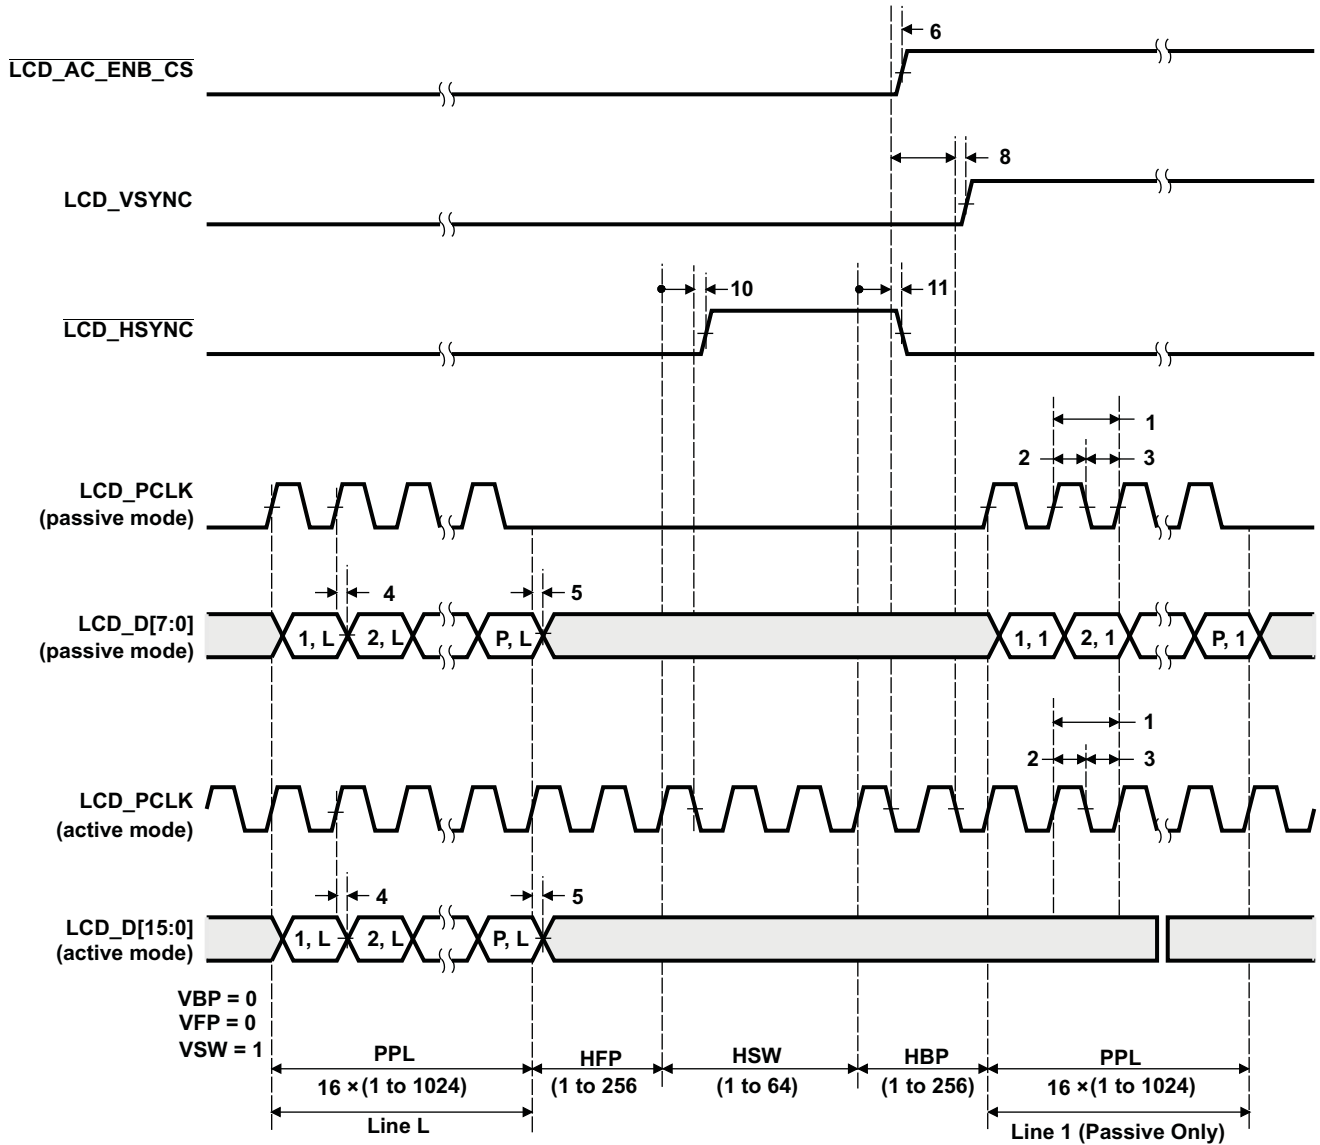 6
LCD_AC_ENB_CS
8
LCD_VSYNC
10
11
LCD_HSYNC
1
2
3
LCD_PCLK
(passive mode)
4
5
LCD_D[7:0]
(passive mode)
1, L
2, L
P, L
1, 1
2, 1
P, 1
1
2
3
LCD_PCLK
(active mode)
4
5
LCD_D[15:0]
(active mode)
1, L
2, L
P, L
VBP = 0
VFP = 0
VSW = 1
PPL
16 × (1 to 1024)
HFP
(1 to 256
HSW
(1 to 64)
HBP
(1 to 256)
PPL
16 × (1 to 1024)
Line L
Line 1 (Passive Only)